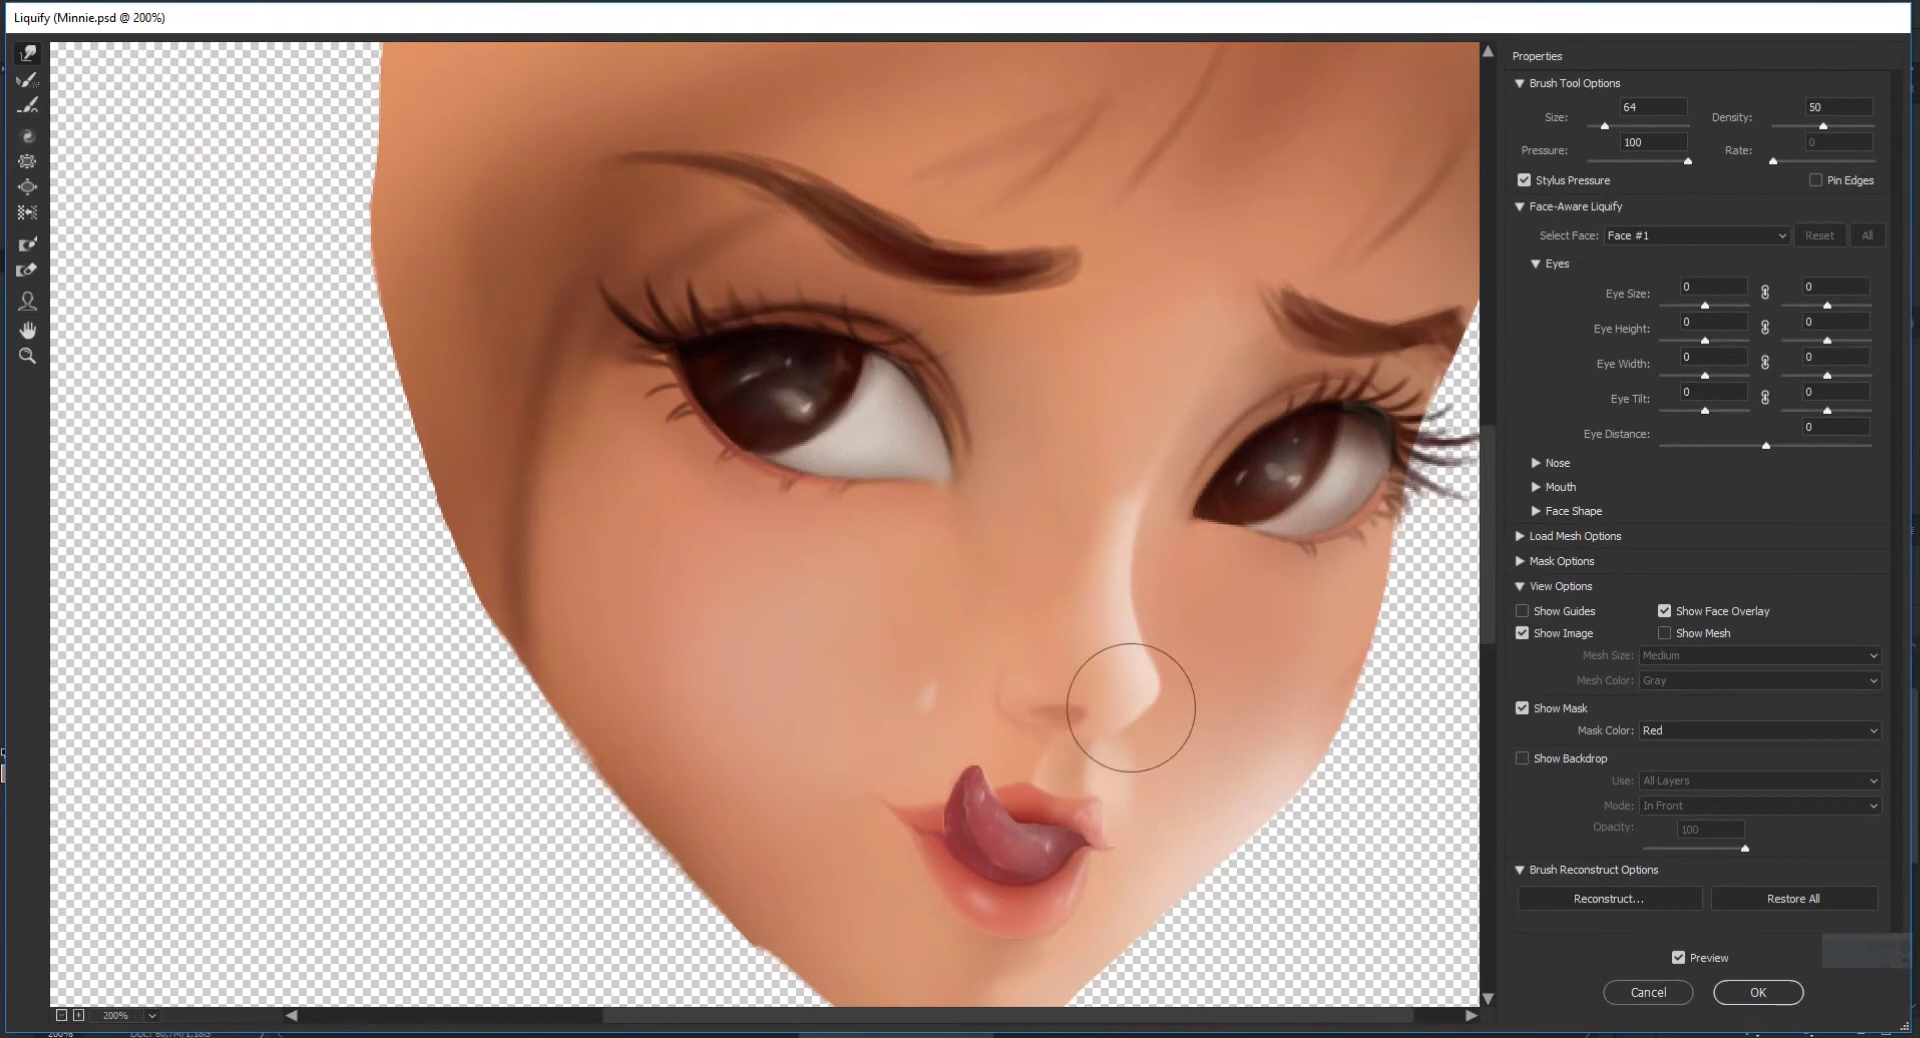 Liquify (Minnie.psd @ 200%)
Properties
Brush Tool Options
Size: 64 Density: 50
Pressure: 100 Rate: 0
Stylus Pressure Pin Edges
Face-Aware Liquify
Select Face: Face #1 Reset All
Eyes
Eye Size: 0 0
Eye Height: 0 0
Eye Width: 0 0
Eye Tilt: 0 0
Eye Distance: 0
Nose
Mouth
Face Shape
Load Mesh Options
Mask Options
View Options
Show Guides Show Face Overlay
Show Image Show Mesh
Mesh Size: Medium
Mesh Color: Gray
Show Mask
Mask Color: Red
Show Backdrop
Use: All Layers
Mode: In Front
Opacity: 100
Brush Reconstruct Options
Reconstruct... Restore All
Preview
Cancel OK
200%
200%